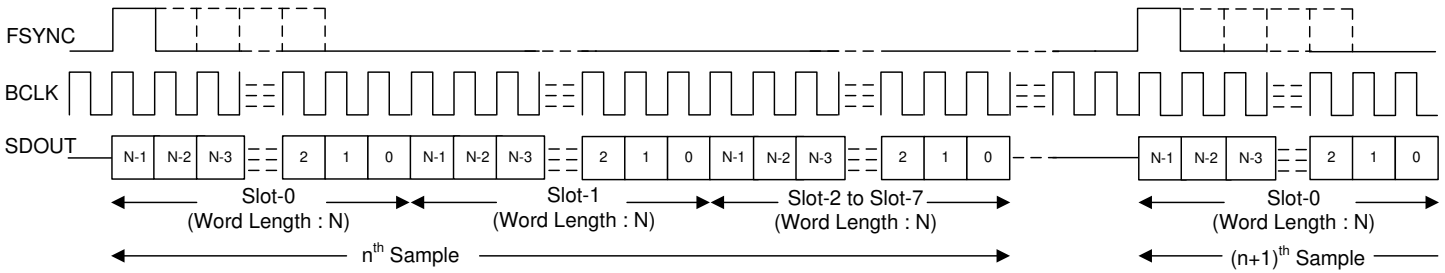 FSYNC
BCLK
SDOUT N-1 N-2 N-3 2 1 0 N-1 N-2 N-3 2 1 0 N-1 N-2 N-3 2 1 0 N-1 N-2 N-3 2 1 0
Slot-0 Slot-1 Slot-2 to Slot-7 Slot-0
(Word Length : N) (Word Length : N) (Word Length : N) (Word Length : N)
nth Sample (n+1)th Sample